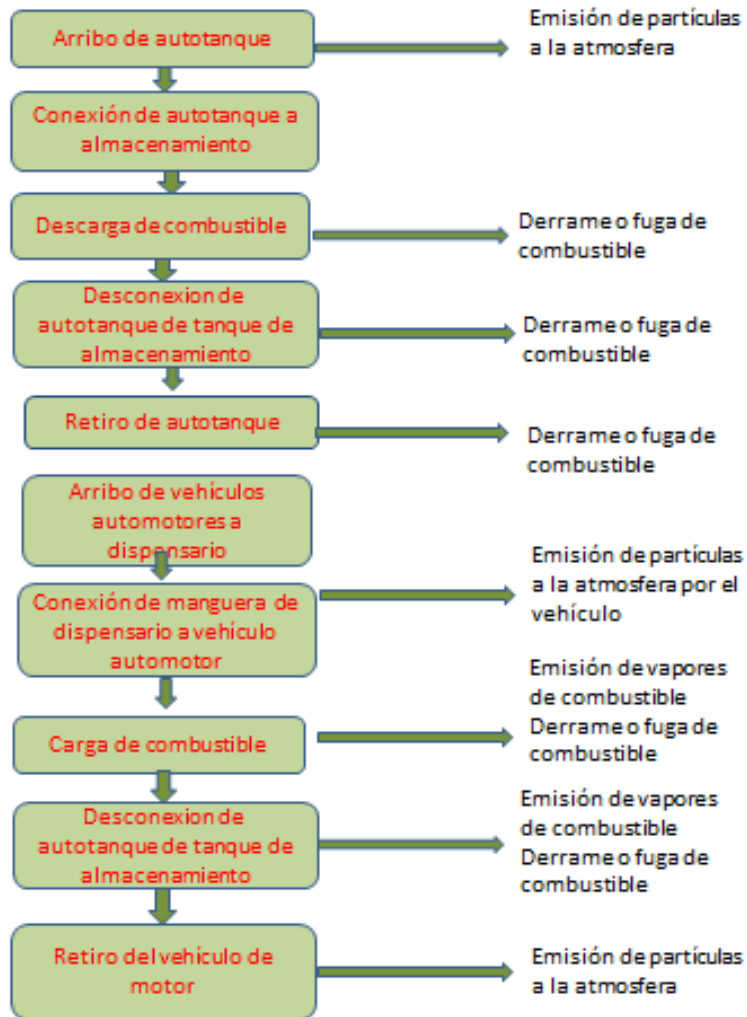 Arribo de autotanque
Emisión de partículas
a la atmosfera
Conexión de autotanque a
almacenamiento
Descarga de combustible
Derrame o fuga de
combustible
Desconexion de
autotanque de tanque de
almacenamiento
Derrame o fuga de
combustible
Retiro de autotanque
Derrame o fuga de
combustible
Arribo de vehículos
automotores a
dispensario
Emisión de partículas
a la atmosfera por el
vehículo
Conexión de manguera de
dispensario a vehículo
automotor
Emisión de vapores
de combustible
Derrame o fuga de
combustible
Carga de combustible
Emisión de vapores
de combustible
Derrame o fuga de
combustible
Desconexion de
autotanque de tanque de
almacenamiento
Retiro del vehículo de
motor
Emisión de partículas
a la atmosfera